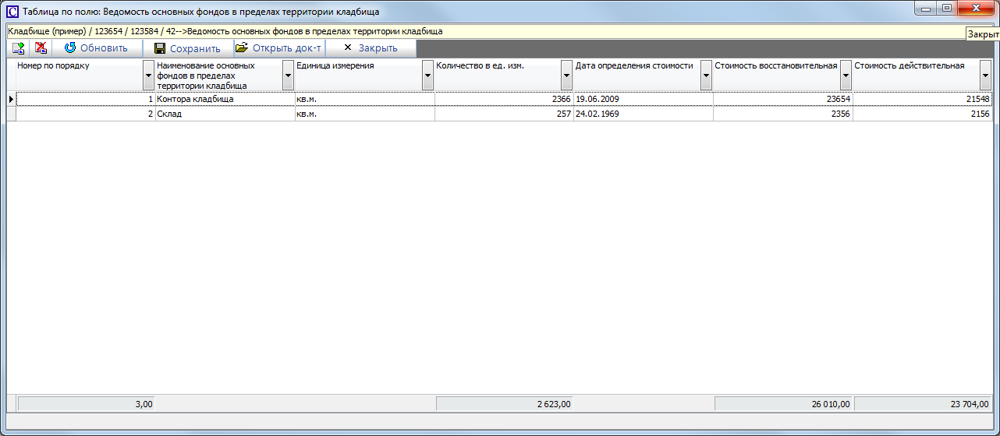 C Таблица по полю: Ведомость основных фондов в пределах территории кладбища
Кладбище (пример) / 123654 / 123584 / 42-->Ведомость основных фондов в пределах территории кладбища
Закрыт
Обновить Сохранить Открыть док-т Закрыть
Номер по порядку Наименование основных фондов в пределах территории кладбища Единица измерения Количество в ед. изм. Дата определения стоимости Стоимость восстановительная Стоимость действительная
1 Контора кладбища кв.м. 2366 19.06.2009 23654 21548
2 Склад кв.м. 257 24.02.1969 2356 2156
3,00 2 623,00 26 010,00 23 704,00